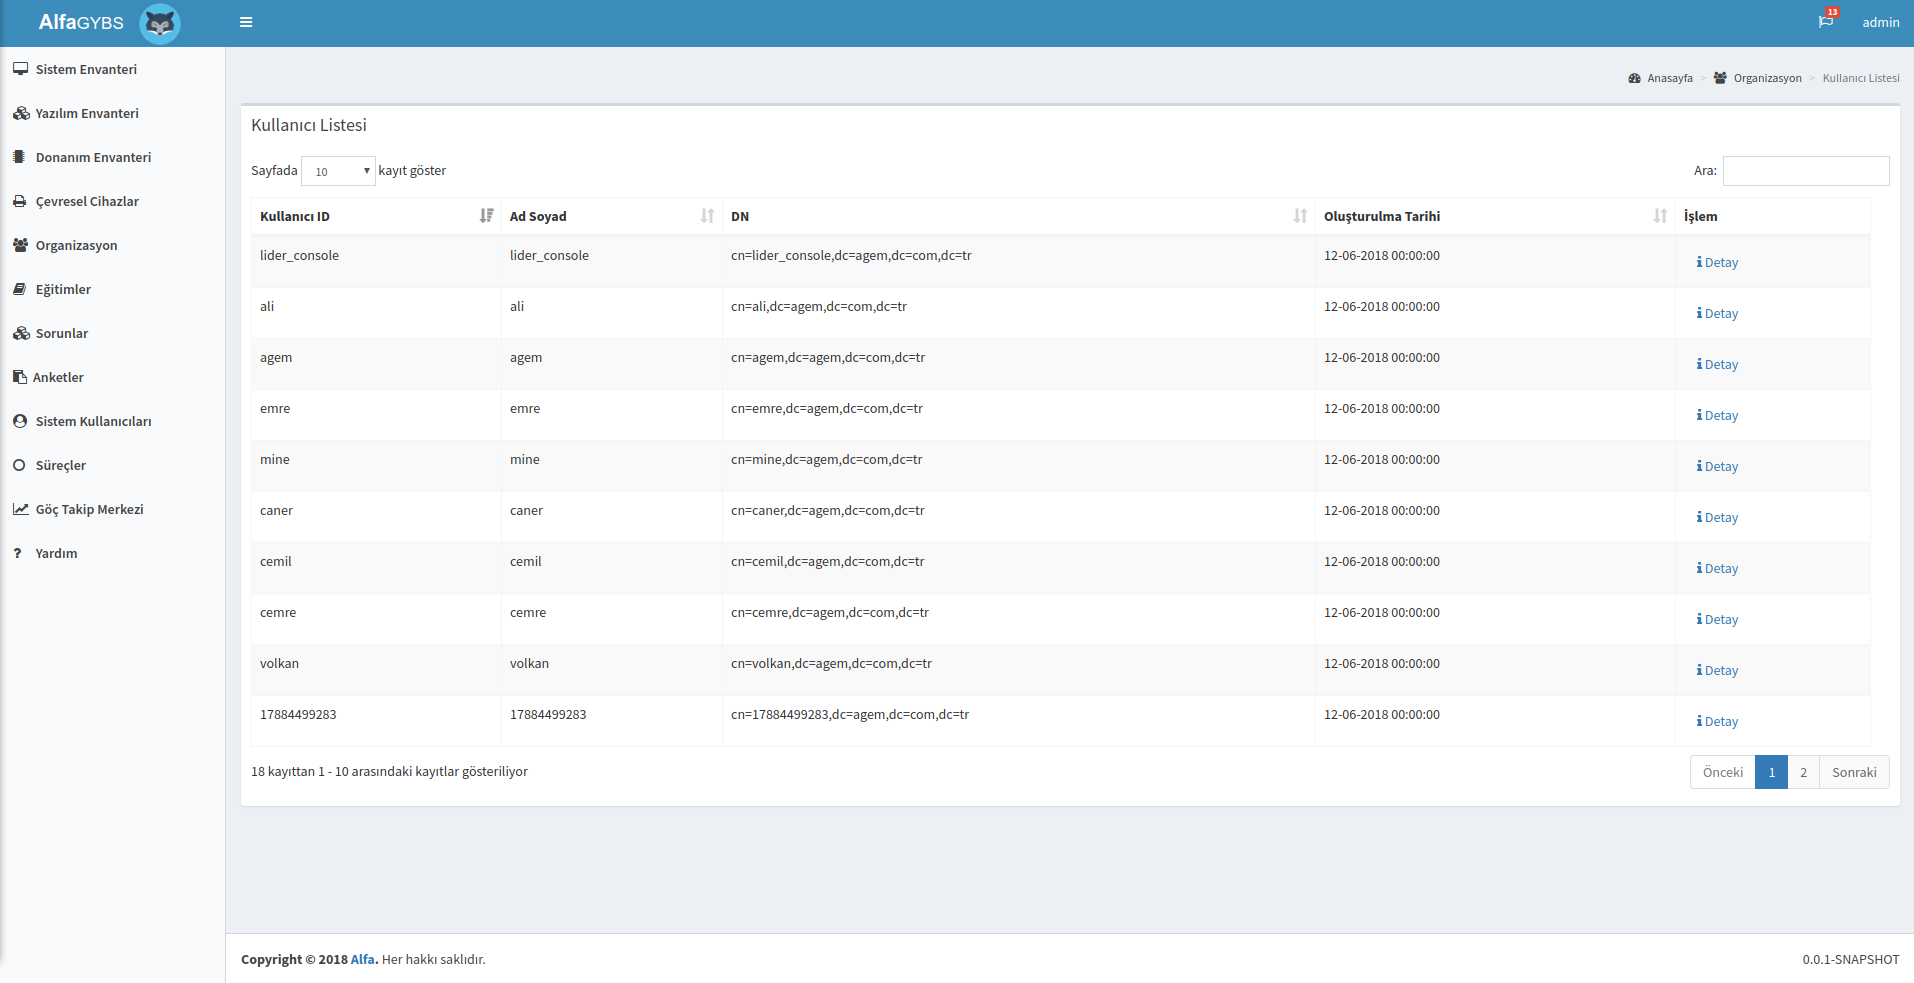 AlfaGYBS
13
admin
Sistem Envanteri
Yazılım Envanteri
Donanım Envanteri
Çevresel Cihazlar
Organizasyon
Eğitimler
Sorunlar
Anketler
Sistem Kullanıcıları
Süreçler
Göç Takip Merkezi
? Yardım
Anasayfa > Organizasyon > Kullanıcı Listesi
Kullanıcı Listesi
Sayfada 10 kayıt göster
Ara:
Kullanıcı ID Ad Soyad DN Oluşturulma Tarihi İşlem
lider_console lider_console cn=lider_console,dc=agem,dc=com,dc=tr 12-06-2018 00:00:00 Detay
ali ali cn=ali,dc=agem,dc=com,dc=tr 12-06-2018 00:00:00 Detay
agem agem cn=agem,dc=agem,dc=com,dc=tr 12-06-2018 00:00:00 Detay
emre emre cn=emre,dc=agem,dc=com,dc=tr 12-06-2018 00:00:00 Detay
mine mine cn=mine,dc=agem,dc=com,dc=tr 12-06-2018 00:00:00 Detay
caner caner cn=caner,dc=agem,dc=com,dc=tr 12-06-2018 00:00:00 Detay
cemil cemil cn=cemil,dc=agem,dc=com,dc=tr 12-06-2018 00:00:00 Detay
cemre cemre cn=cemre,dc=agem,dc=com,dc=tr 12-06-2018 00:00:00 Detay
volkan volkan cn=volkan,dc=agem,dc=com,dc=tr 12-06-2018 00:00:00 Detay
17884499283 17884499283 cn=17884499283,dc=agem,dc=com,dc=tr 12-06-2018 00:00:00 Detay
18 kayıttan 1 - 10 arasındaki kayıtlar gösteriliyor
Önceki 1 2 Sonraki
Copyright © 2018 Alfa. Her hakkı saklıdır.
0.0.1-SNAPSHOT